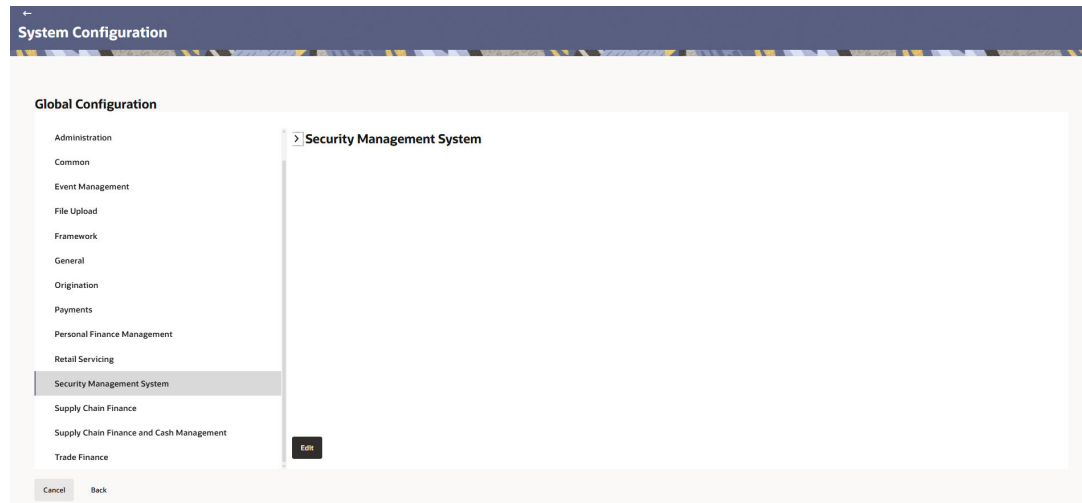 ←
System Configuration
Global Configuration
Administration
Common
Event Management
File Upload
Framework
General
Origination
Payments
Personal Finance Management
Retail Servicing
Security Management System
Supply Chain Finance
Supply Chain Finance and Cash Management
Trade Finance
> Security Management System
Edit
Cancel Back